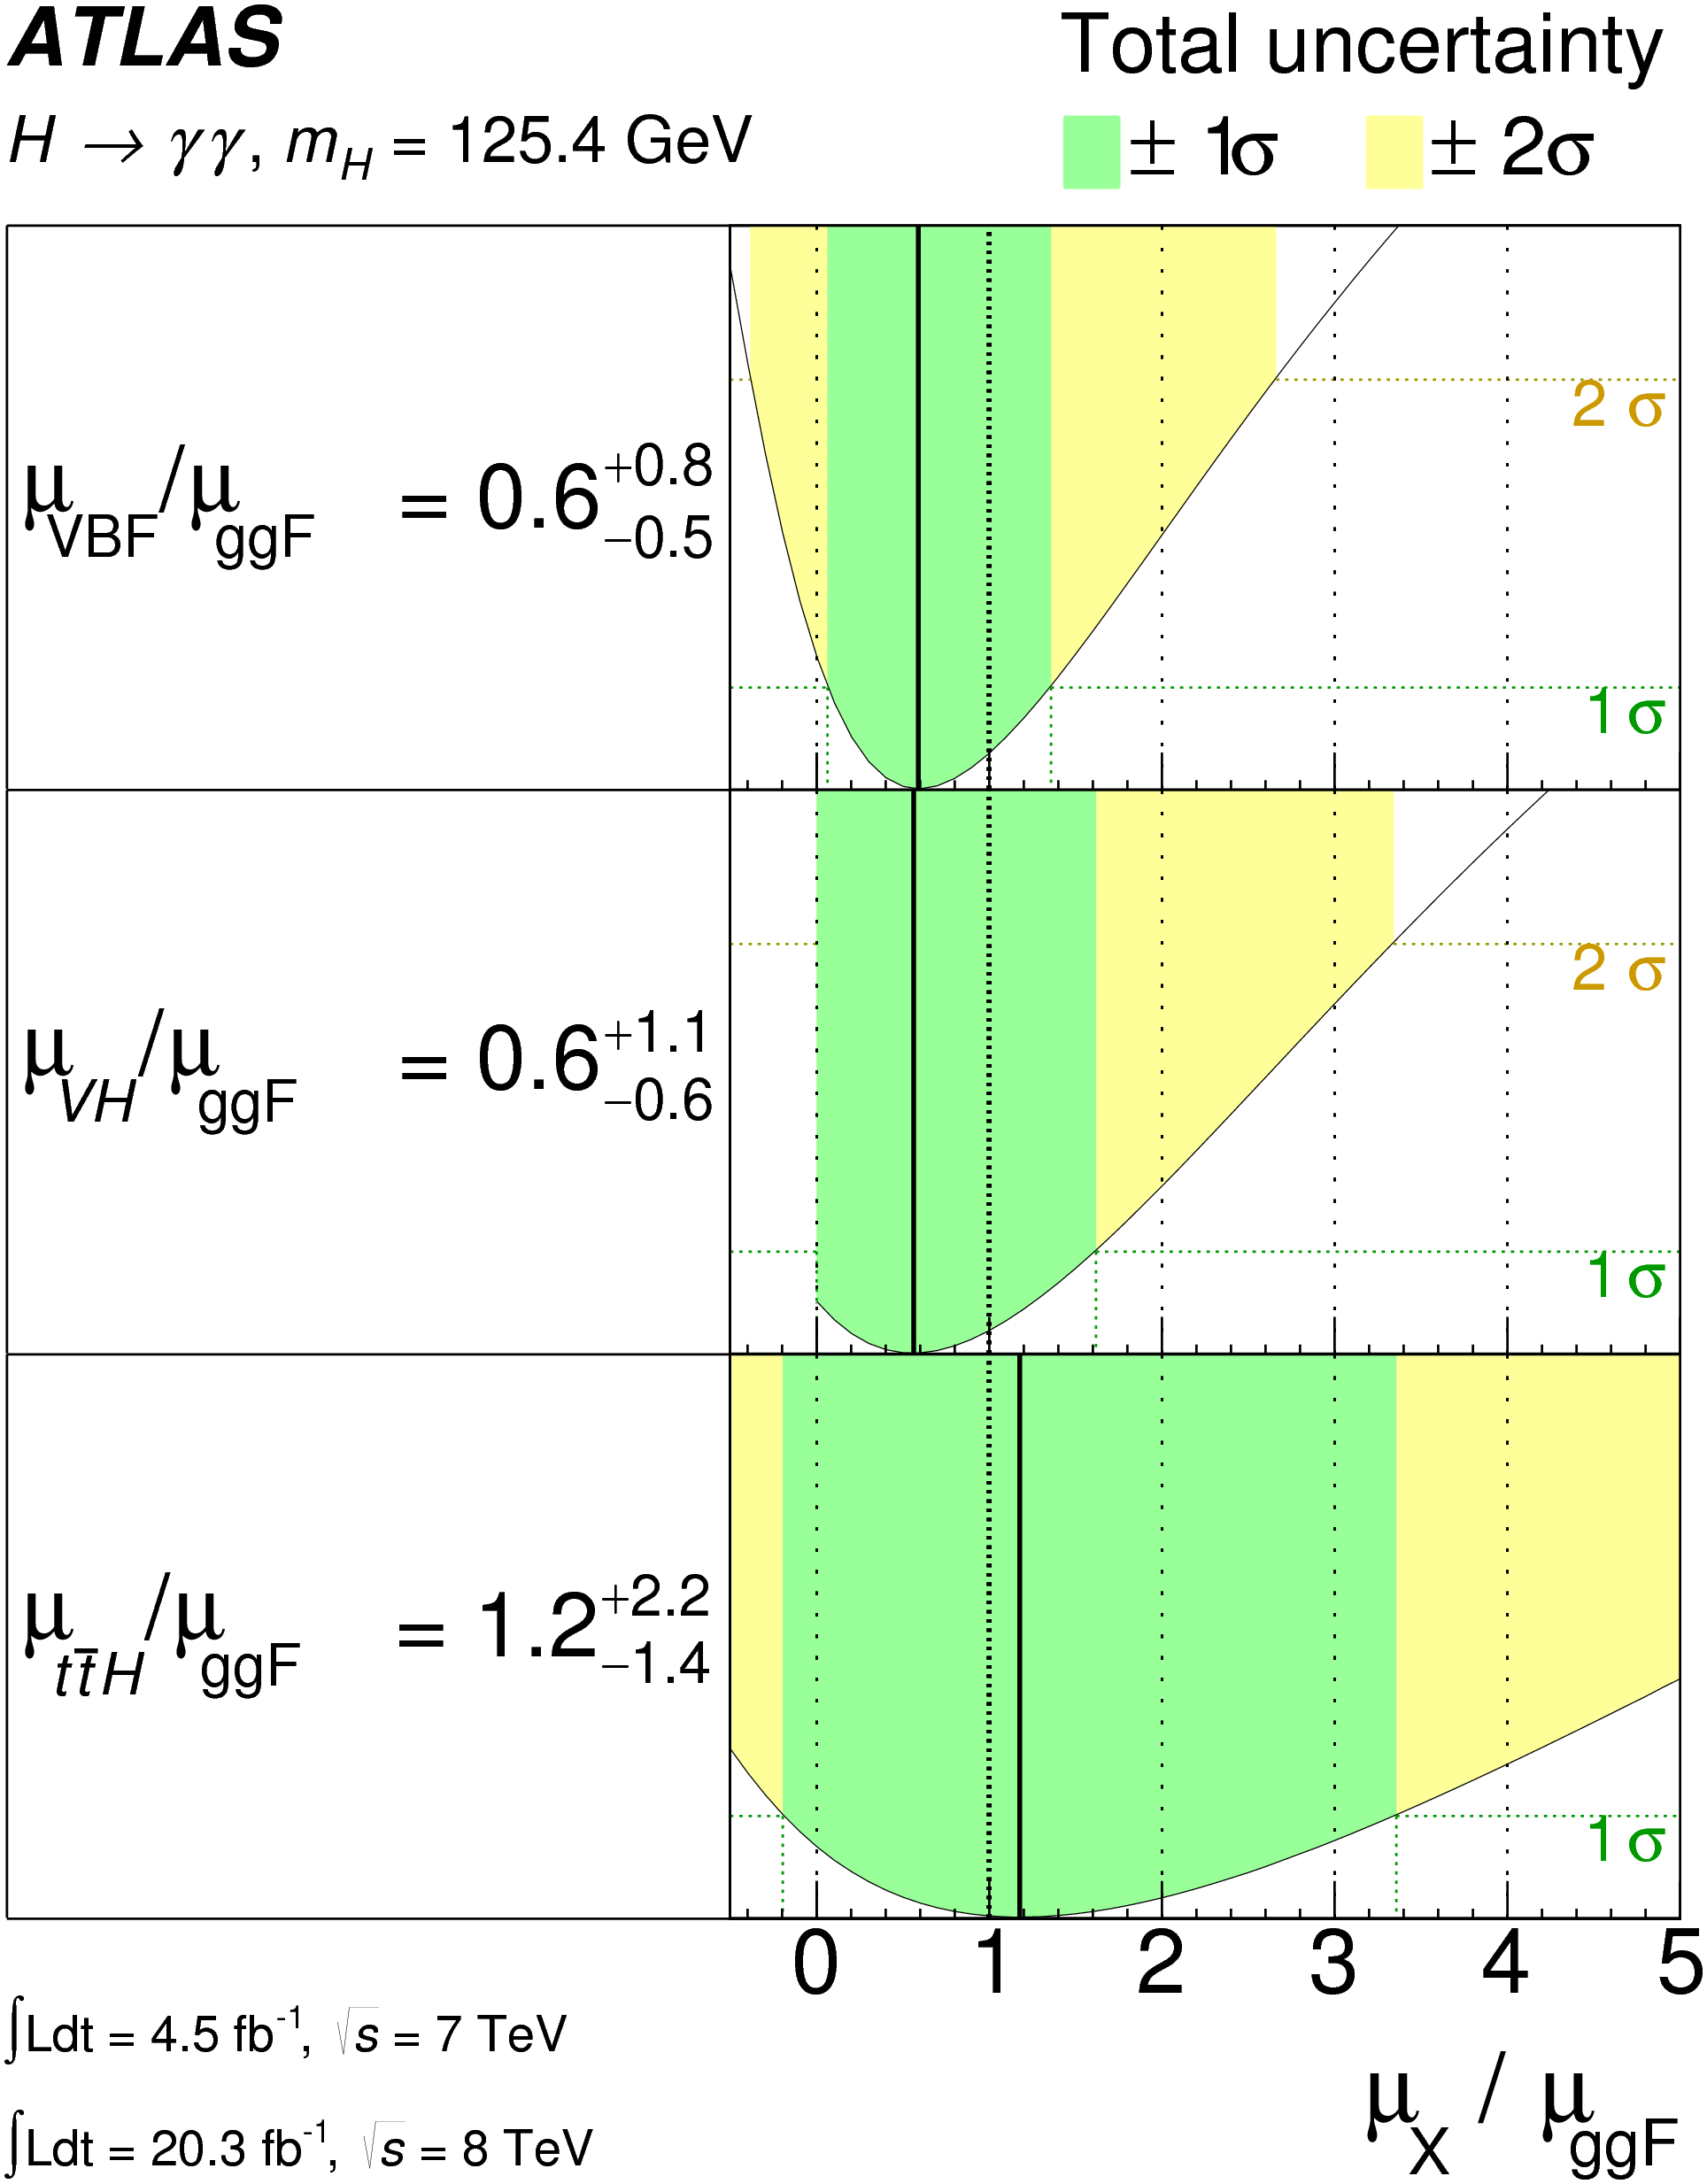 ATLAS
Total uncertainty
H → γγ, m_H = 125.4 GeV
± 1σ ± 2σ
μ_VBF/μ_ggF = 0.6 +0.8 −0.5
2 σ
1 σ
μ_VH/μ_ggF = 0.6 +1.1 −0.6
2 σ
1 σ
μ_tt̄H/μ_ggF = 1.2 +2.2 −1.4
1 σ
0 1 2 3 4 5
∫Ldt = 4.5 fb⁻¹, √s = 7 TeV
μ_X / μ_ggF
∫Ldt = 20.3 fb⁻¹, √s = 8 TeV